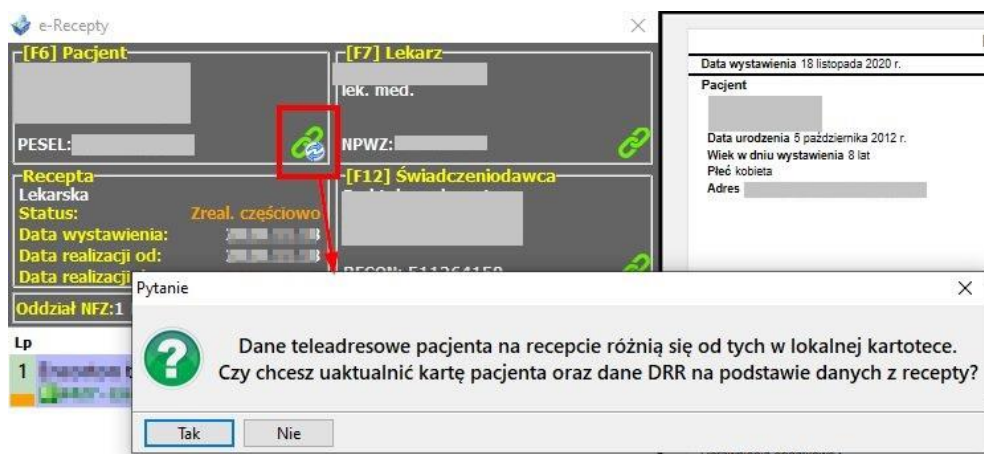 e-Recepty
[F6] Pacjent
PESEL:
[F7] Lekarz
lek. med.
NPWZ:
Recepta
Lekarska
Status: Zreal. częściowo
Data wystawienia:
Data realizacji od:
Data realizacji
Oddział NFZ:1
[F12] Świadczeniodawca
Lp
1
Data wystawienia 18 listopada 2020 r.
Pacjent
Data urodzenia 5 października 2012 r.
Wiek w dniu wystawienia 8 lat
Płeć kobieta
Adres
Pytanie
Dane teleadresowe pacjenta na recepcie różnią się od tych w lokalnej kartotece.
Czy chcesz uaktualnić kartę pacjenta oraz dane DRR na podstawie danych z recepty?
Tak
Nie